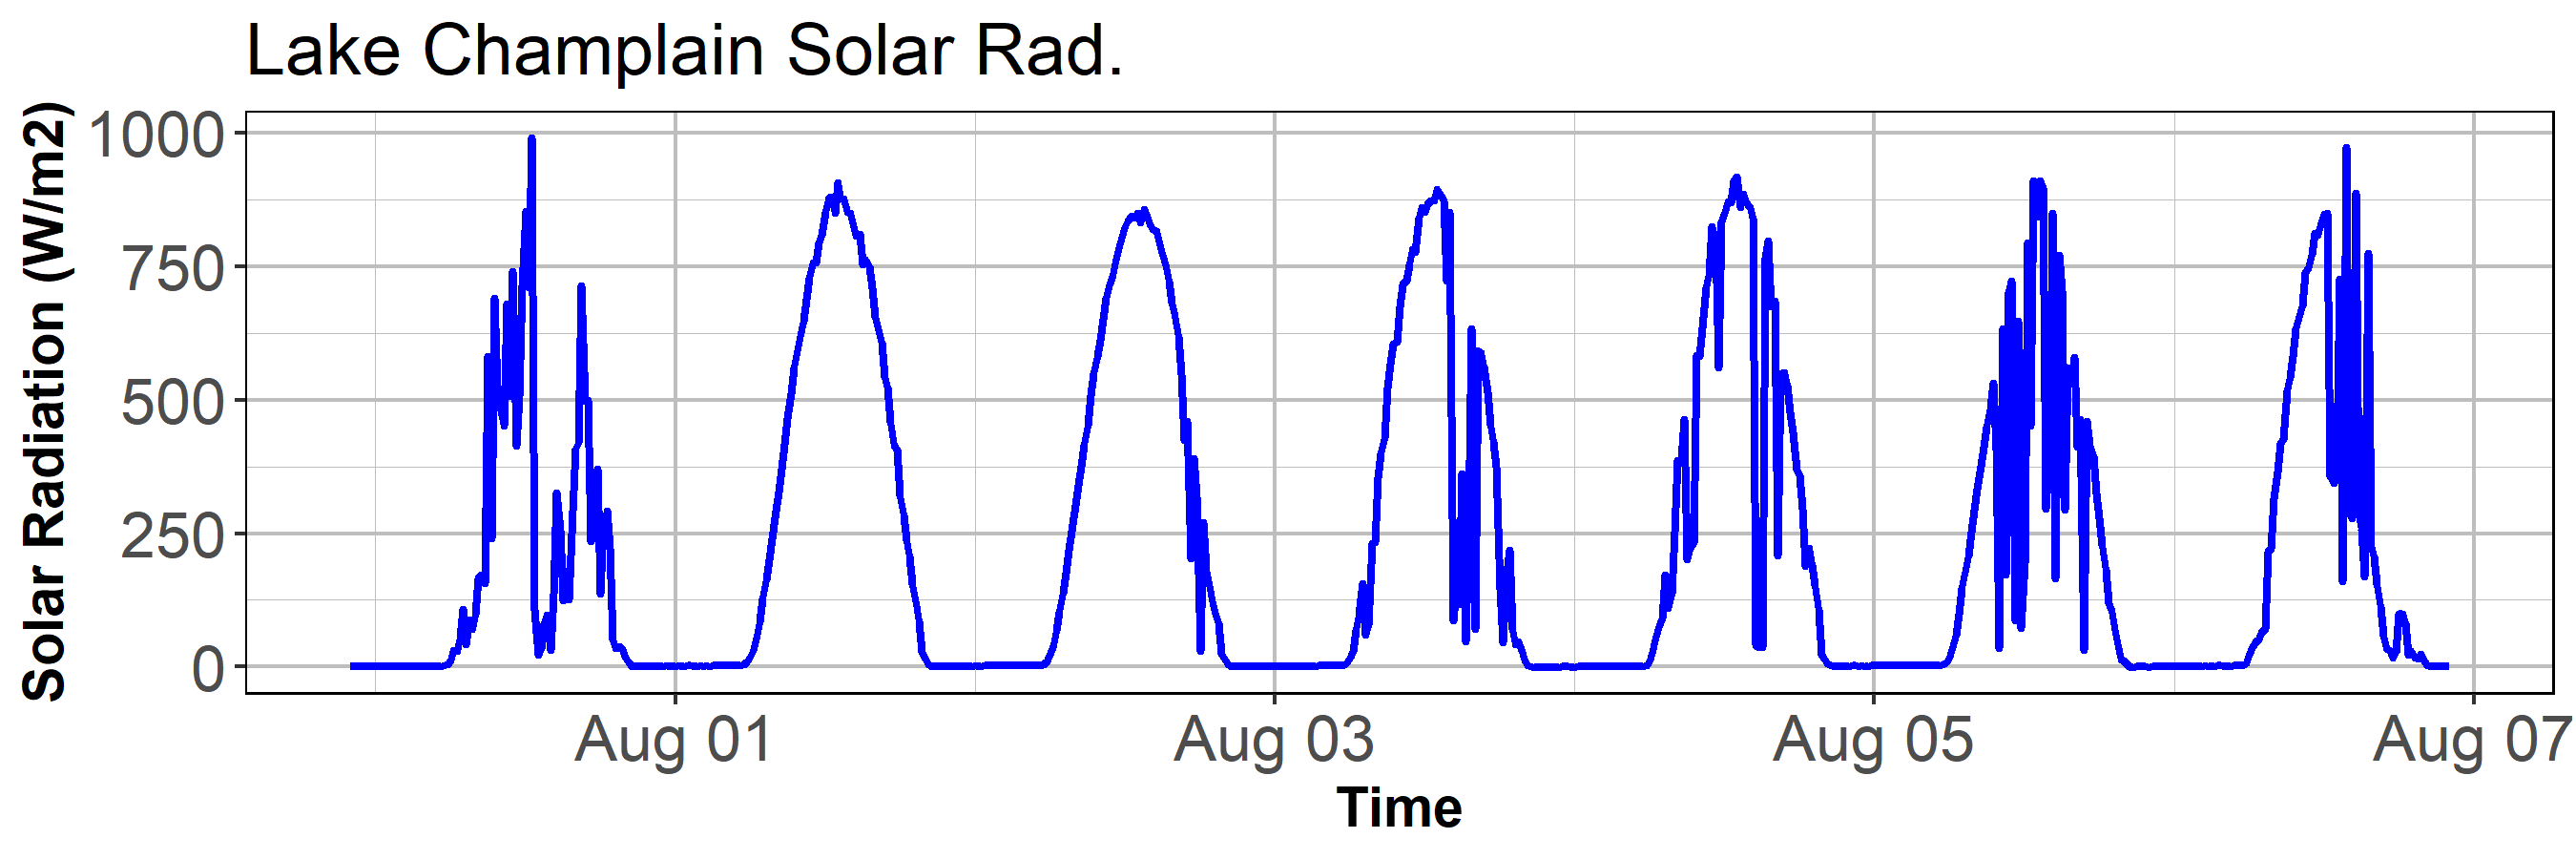 Lake Champlain Solar Rad.
Solar Radiation (W/m2)
1000
750
500
250
0
Aug 01 Aug 03 Aug 05 Aug 07
Time